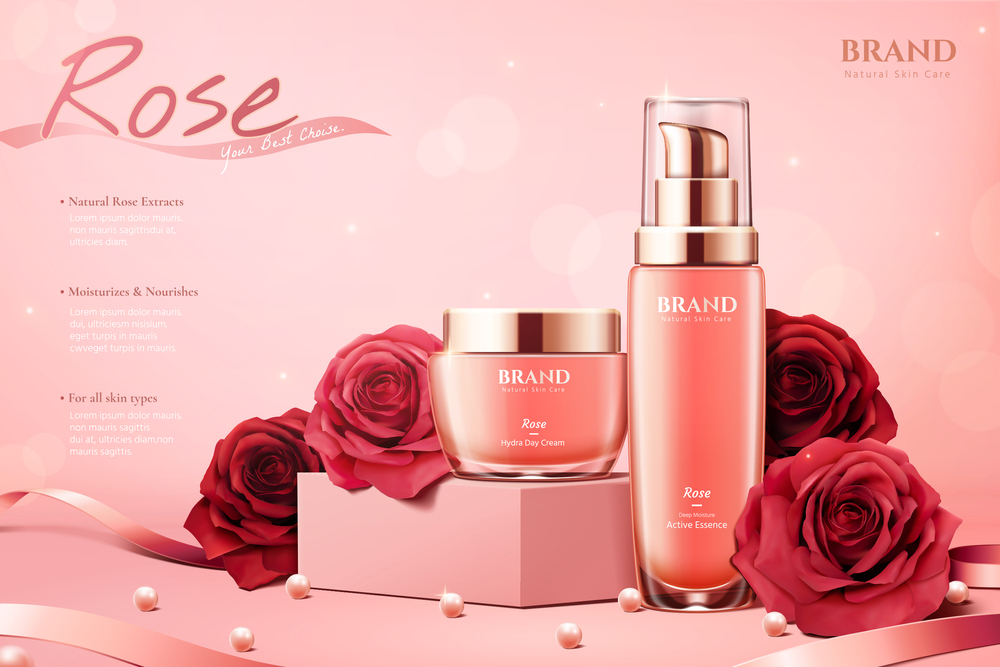 Rose
Your Best Choise.
BRAND
Natural Skin Care
• Natural Rose Extracts
Lorem ipsum dolor mauris
non mauris sagittisdui at,
ultricies diam.
• Moisturizes & Nourishes
Lorem ipsum dolor mauris
dui, ultriclesm nisisium.
eget turpis in mauris
cwveget turpis in mauris.
• For all skin types
Lorem ipsum dolor mauris
non mauris sagittis
dui at, ultricies diam,non
mauris sagittis.
BRAND
Natural Skin Care
Rose
Hydra Day Cream
BRAND
Natural Skin Care
Rose
Deep Moisture
Active Essence